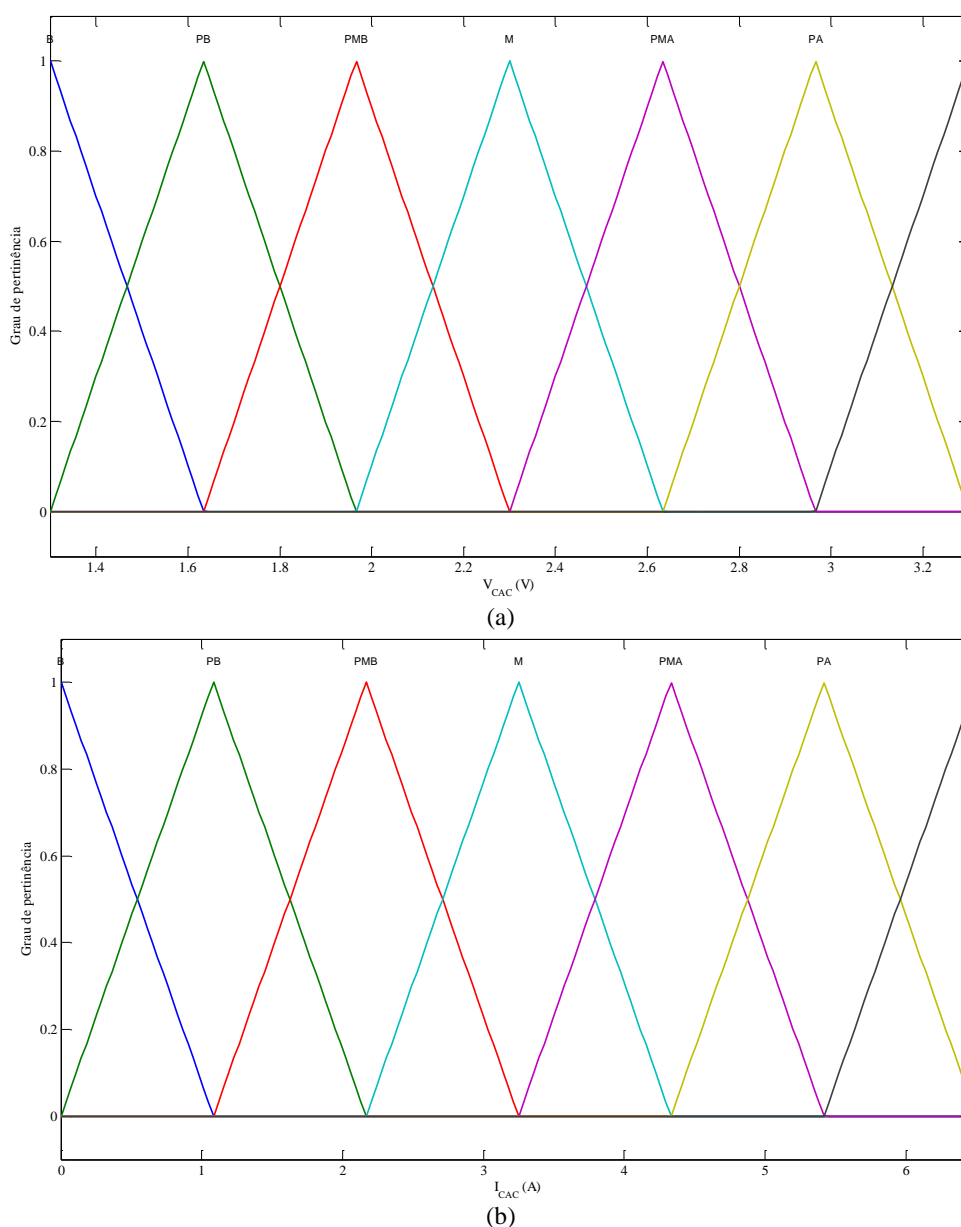 B PB PMB M PMA PA
1
0.8
0.6
0.4
0.2
0
Grau de pertinência
1.4 1.6 1.8 2 2.2 2.4 2.6 2.8 3 3.2
V_CAC (V)
(a)
B PB PMB M PMA PA
1
0.8
0.6
0.4
0.2
0
Grau de pertinência
0 1 2 3 4 5 6
I_CAC (A)
(b)